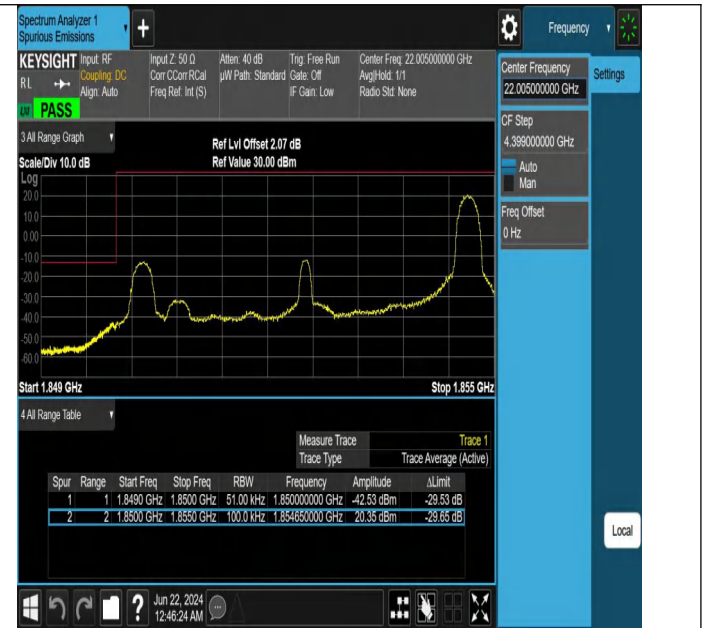 Spectrum Analyzer 1
Spurious Emissions
+
Frequency
KEYSIGHT
RL
PASS
Input: RF
Coupling: DC
Align: Auto
Input Z: 50 Ω
Corr CCorr RCal
Freq Ref: Int (S)
Atten: 40 dB
µW Path: Standard
Trig: Free Run
Gate: Off
IF Gain: Low
Center Freq: 22.005000000 GHz
Avg|Hold: 1/1
Radio Std: None
Center Frequency
22.005000000 GHz
Settings
CF Step
4.399000000 GHz
Auto
Man
Freq Offset
0 Hz
Local
3 All Range Graph
Scale/Div 10.0 dB
Ref Lvl Offset 2.07 dB
Ref Value 30.00 dBm
Log
20.0
10.0
0.00
-10.0
-20.0
-30.0
-40.0
-50.0
-60.0
Start 1.849 GHz
Stop 1.855 GHz
4 All Range Table
Measure Trace Trace 1
Trace Type Trace Average (Active)
Spur Range Start Freq Stop Freq RBW Frequency Amplitude ΔLimit
1 1 1.8490 GHz 1.8500 GHz 51.00 kHz 1.850000000 GHz -42.53 dBm -29.53 dB
2 2 1.8500 GHz 1.8550 GHz 100.0 kHz 1.854650000 GHz 20.35 dBm -29.65 dB
?
Jun 22, 2024
12:46:24 AM